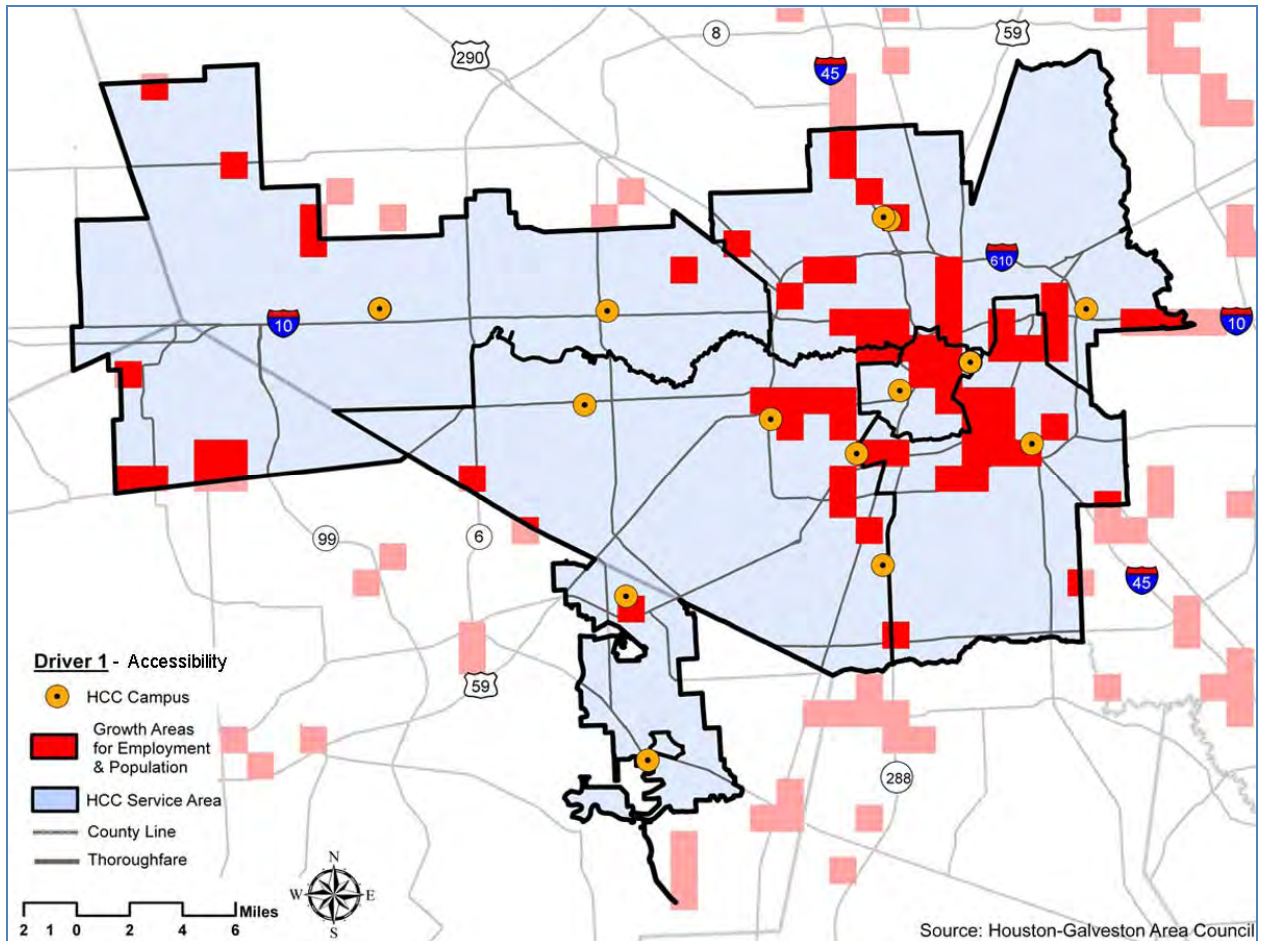 8
59
290
45
610
10
10
99
6
45
59
288
Driver 1 - Accessibility
HCC Campus
Growth Areas
for Employment
& Population
HCC Service Area
County Line
Thoroughfare
N
W E
S
Miles
2 1 0 2 4 6
Source: Houston-Galveston Area Council